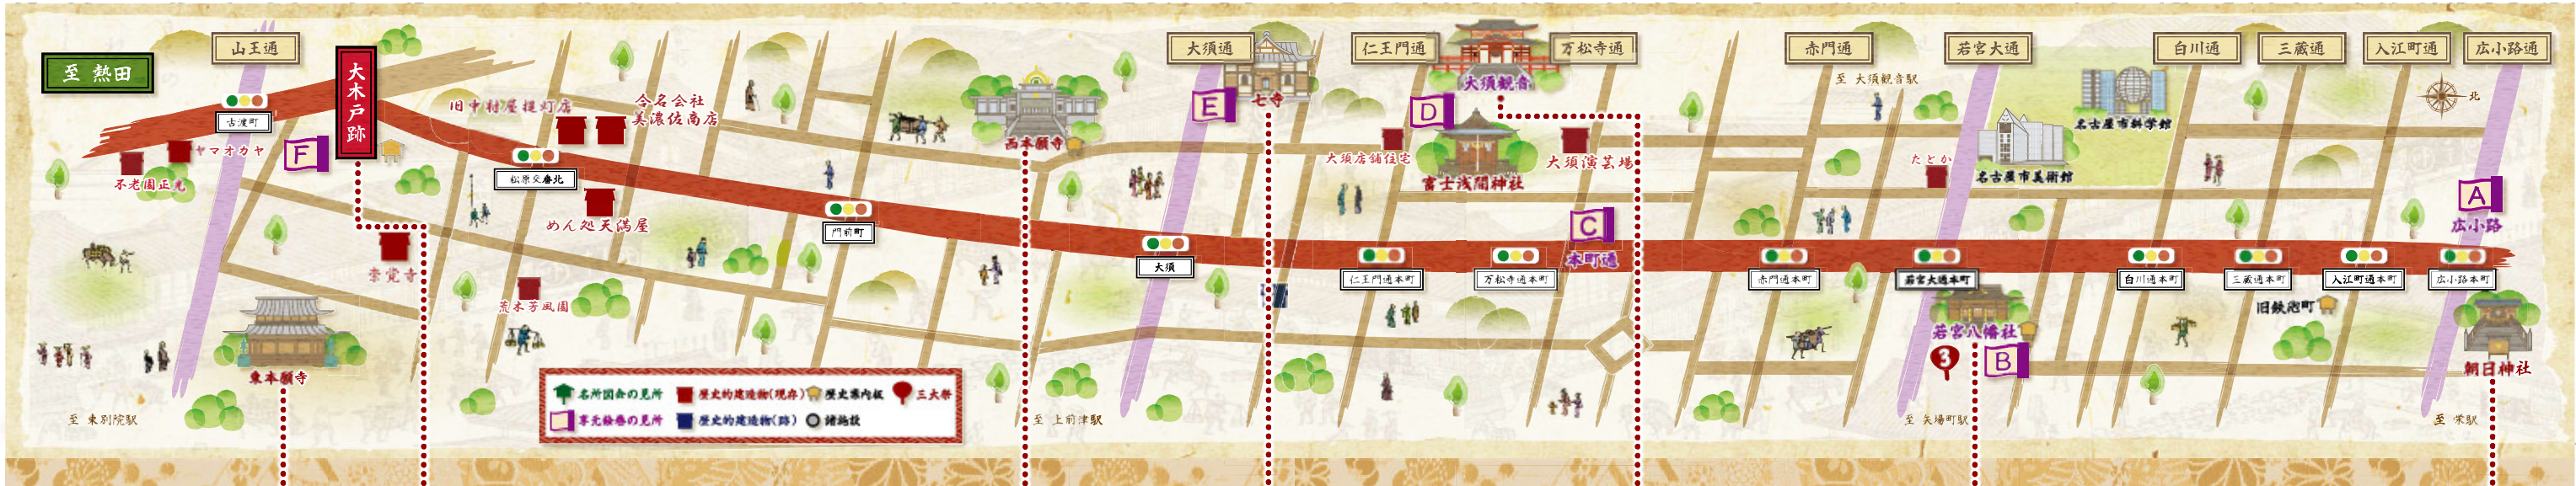 山王通
大須通
仁王門通
万松寺通
赤門通
若宮大通
白川通
三蔵通
入江町通
広小路通
至 熱田
大木戸跡
古渡町
ヤマオカヤ
不老園正光
F
旧中村屋提灯店
合名会社
美濃佐商店
松原交番北
めん処天満屋
崇覚寺
荒木芳風園
東本願寺
至 東別院駅
門前町
西本願寺
E
七寺
大須
至 上前津駅
大須観音
D
大須店舗住宅
富士浅間神社
大須演芸場
C
本町通
仁王門通本町
万松寺通本町
至 大須観音駅
たとか
名古屋市科学館
名古屋市美術館
北
A
広小路
赤門通本町
若宮大通本町
白川通本町
三蔵通本町
入江町通本町
広小路本町
若宮八幡社
3
B
旧鉄砲町
朝日神社
至 矢場町駅
至 栄駅
名所図会の見所
歴史的建造物(現存)
歴史案内板
三大祭
享元絵巻の見所
歴史的建造物(跡)
諸施設